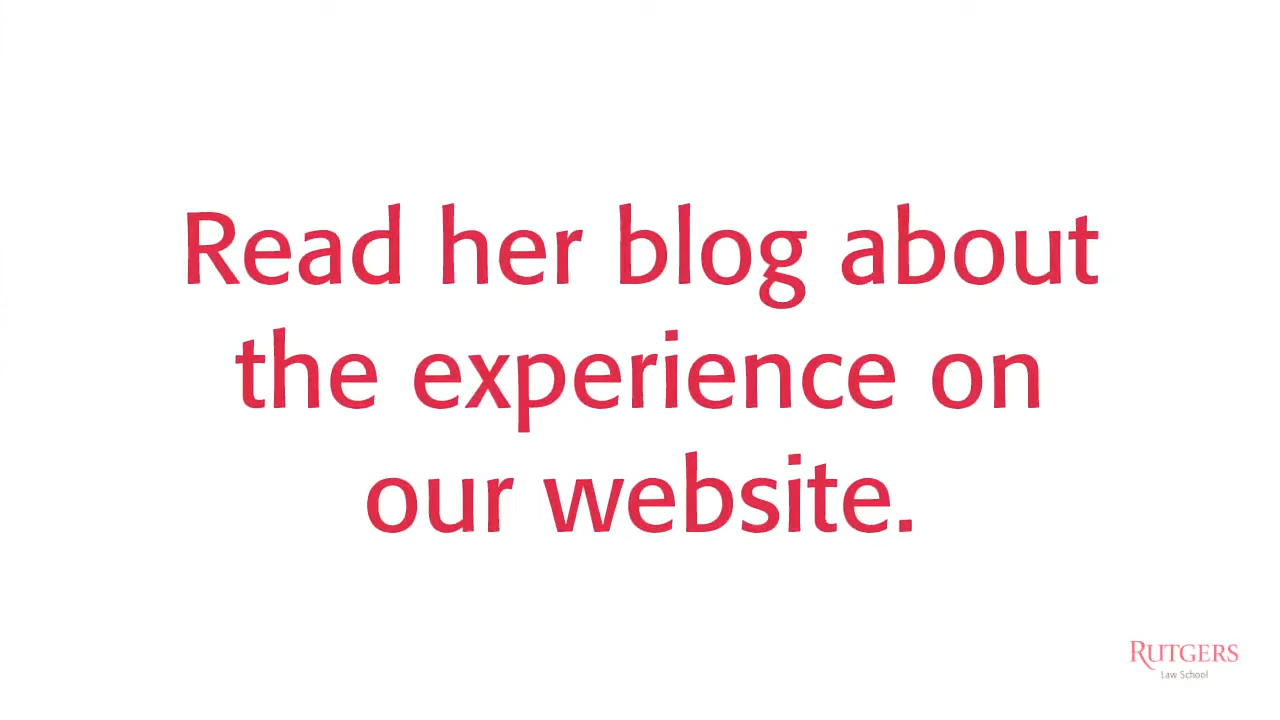 Read her blog about
the experience on
our website.
RUTGERS
Law School